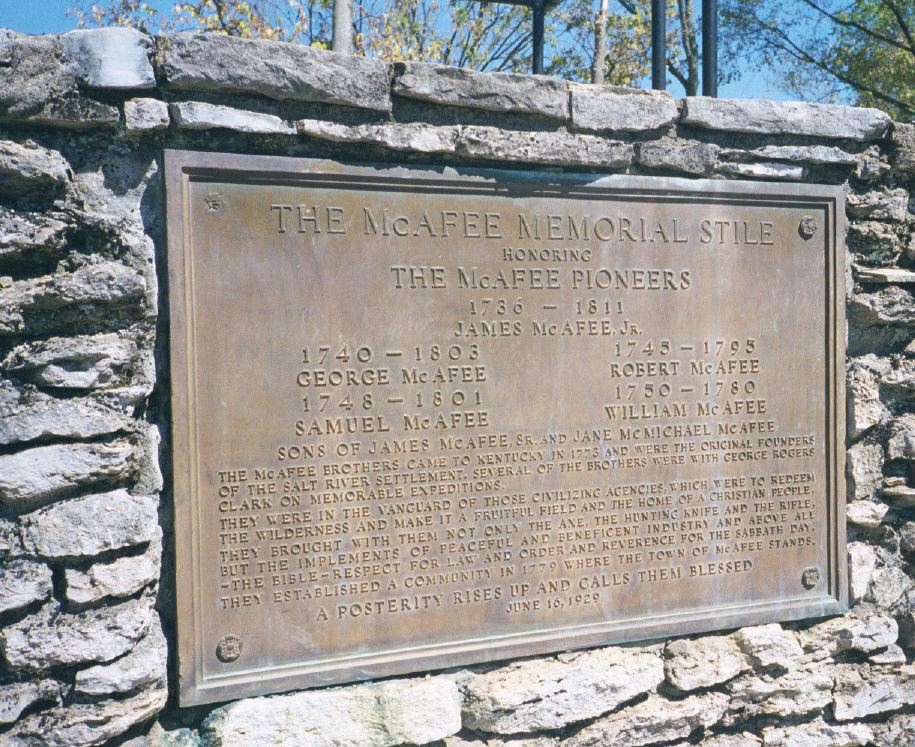 THE McAFEE MEMORIAL STILE
HONORING
THE McAFEE PIONEERS
1736 – 1811
JAMES McAFEE, JR.
1740 – 1803 1745 – 1795
GEORGE McAFEE ROBERT McAFEE
1748 – 1801 1750 – 1780
SAMUEL McAFEE WILLIAM McAFEE
SONS OF JAMES McAFEE, SR. AND JANE McMICHAEL McAFEE
THE McAFEE BROTHERS CAME TO KENTUCKY IN 1773 AND WERE THE ORIGINAL FOUNDERS
OF THE SALT RIVER SETTLEMENT. SEVERAL OF THE BROTHERS WERE WITH GEORGE ROGERS
CLARK ON MEMORABLE EXPEDITIONS.
THEY WERE IN THE VANGUARD OF THOSE CIVILIZING AGENCIES, WHICH WERE TO REDEEM
THE WILDERNESS AND MAKE IT A FRUITFUL FIELD AND THE HOME OF A CHRISTIAN PEOPLE.
THEY BROUGHT WITH THEM NOT ONLY THE AXE, THE HUNTING KNIFE AND THE RIFLE,
BUT THE IMPLEMENTS OF PEACEFUL AND BENEFICENT INDUSTRY AND ABOVE ALL
-THE BIBLE-RESPECT FOR LAW AND ORDER AND REVERENCE FOR THE SABBATH DAY.
THEY ESTABLISHED A COMMUNITY IN 1779 WHERE THE TOWN OF McAFEE STANDS.
A POSTERITY RISES UP AND CALLS THEM BLESSED
JUNE 16, 1929